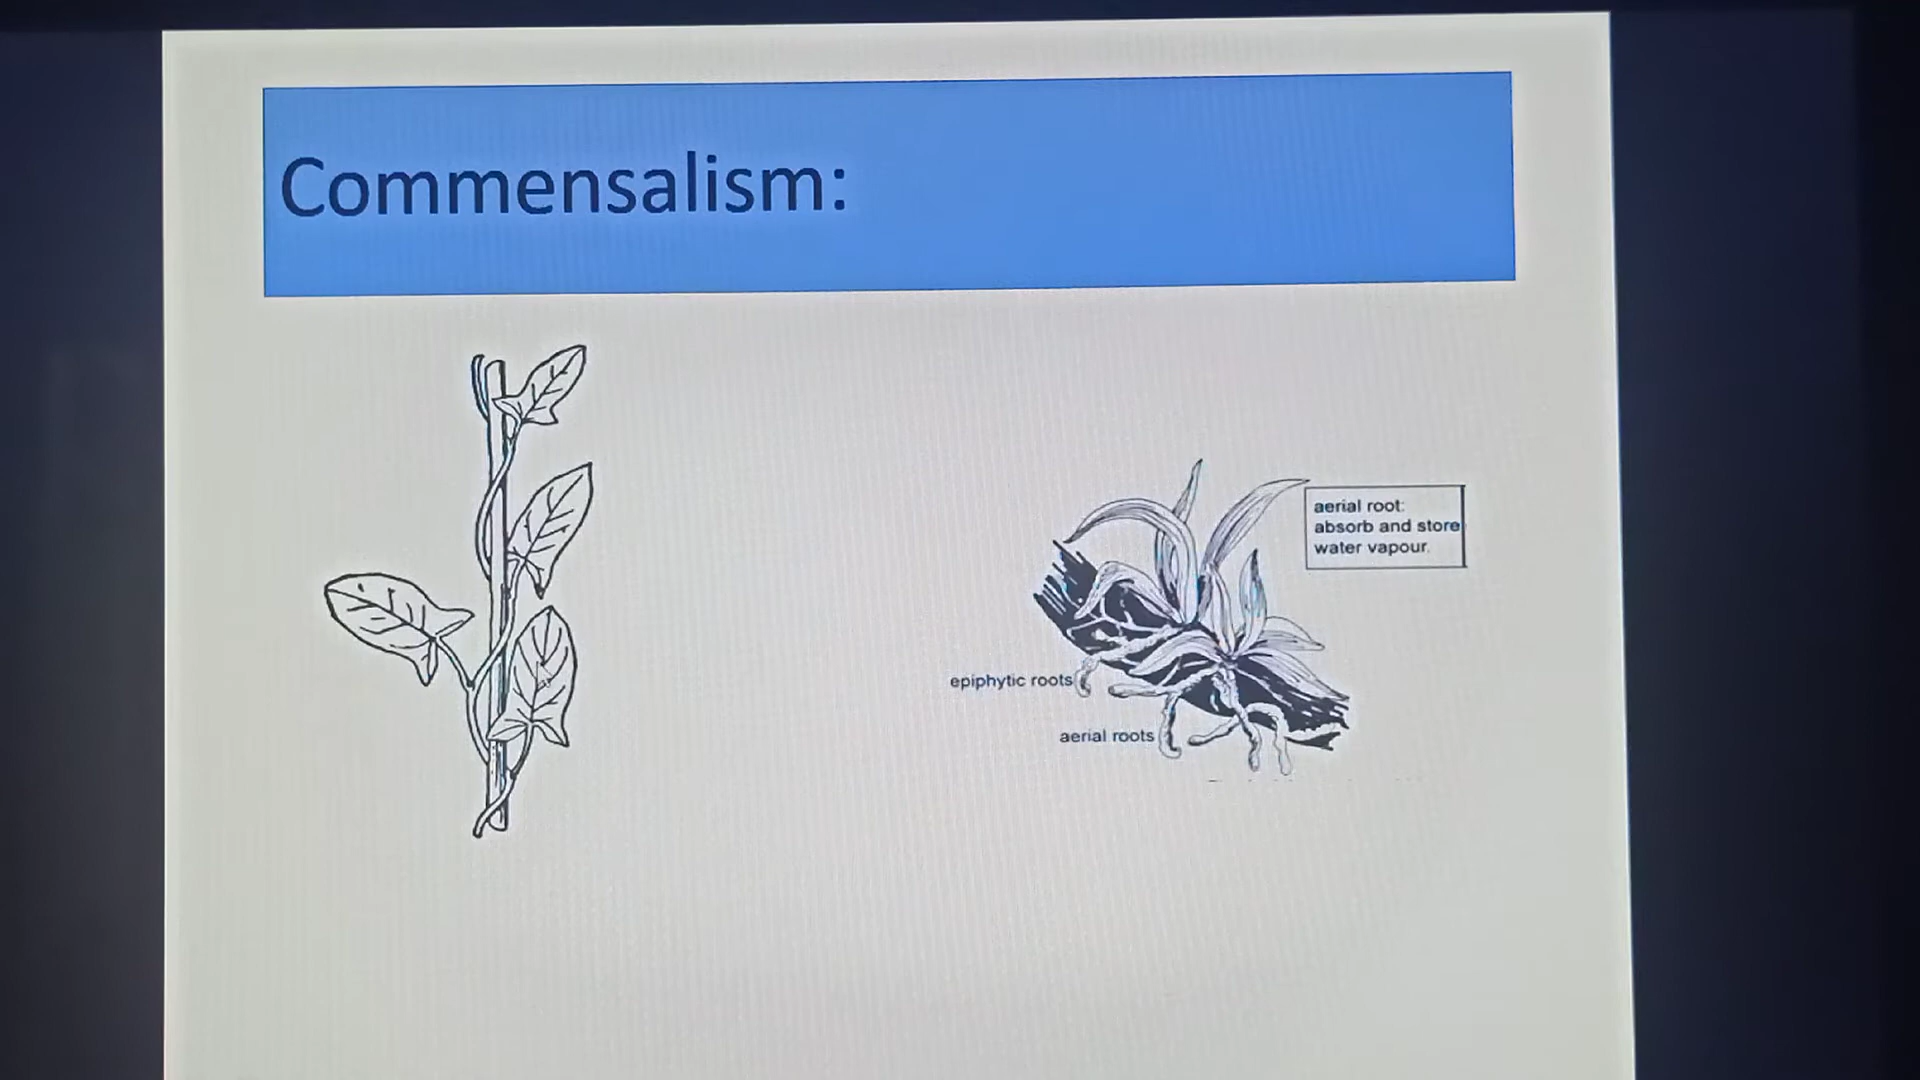 Commensalism:
aerial root:
absorb and store
water vapour.
epiphytic roots
aerial roots